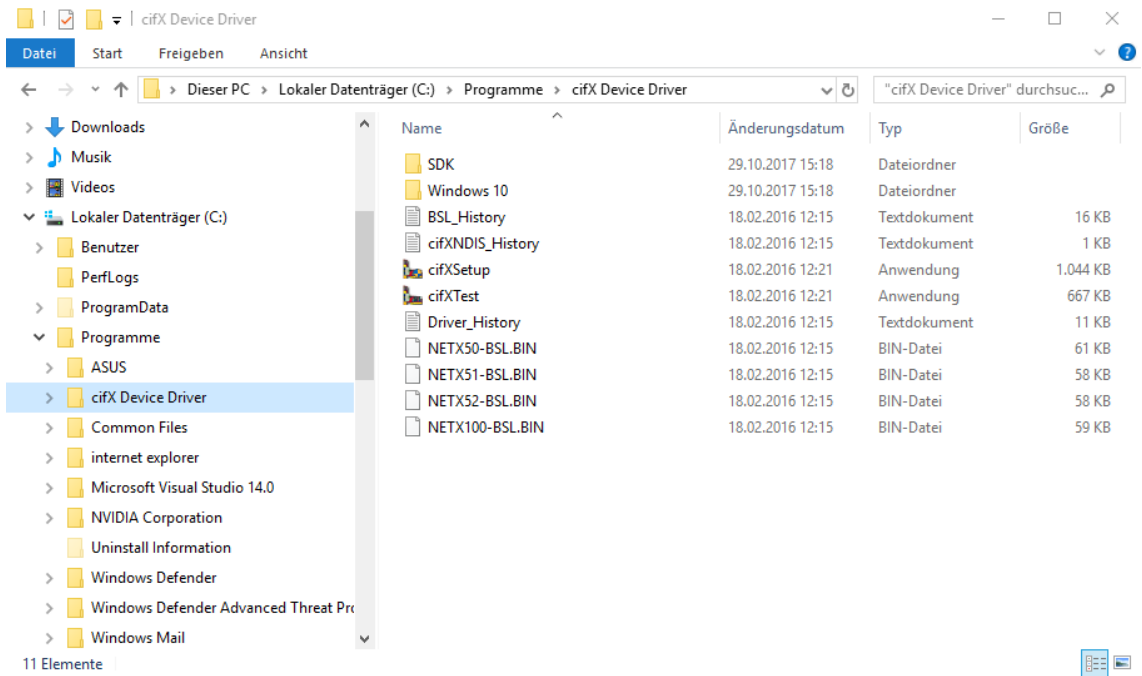 cifX Device Driver
Datei Start Freigeben Ansicht
Dieser PC > Lokaler Datenträger (C:) > Programme > cifX Device Driver
"cifX Device Driver" durchsuc...
Downloads
Musik
Videos
Lokaler Datenträger (C:)
Benutzer
PerfLogs
ProgramData
Programme
ASUS
cifX Device Driver
Common Files
internet explorer
Microsoft Visual Studio 14.0
NVIDIA Corporation
Uninstall Information
Windows Defender
Windows Defender Advanced Threat Pro
Windows Mail
Name Änderungsdatum Typ Größe
SDK 29.10.2017 15:18 Dateiordner
Windows 10 29.10.2017 15:18 Dateiordner
BSL_History 18.02.2016 12:15 Textdokument 16 KB
cifXNDIS_History 18.02.2016 12:15 Textdokument 1 KB
cifXSetup 18.02.2016 12:21 Anwendung 1.044 KB
cifXTest 18.02.2016 12:21 Anwendung 667 KB
Driver_History 18.02.2016 12:15 Textdokument 11 KB
NETX50-BSL.BIN 18.02.2016 12:15 BIN-Datei 61 KB
NETX51-BSL.BIN 18.02.2016 12:15 BIN-Datei 58 KB
NETX52-BSL.BIN 18.02.2016 12:15 BIN-Datei 58 KB
NETX100-BSL.BIN 18.02.2016 12:15 BIN-Datei 59 KB
11 Elemente